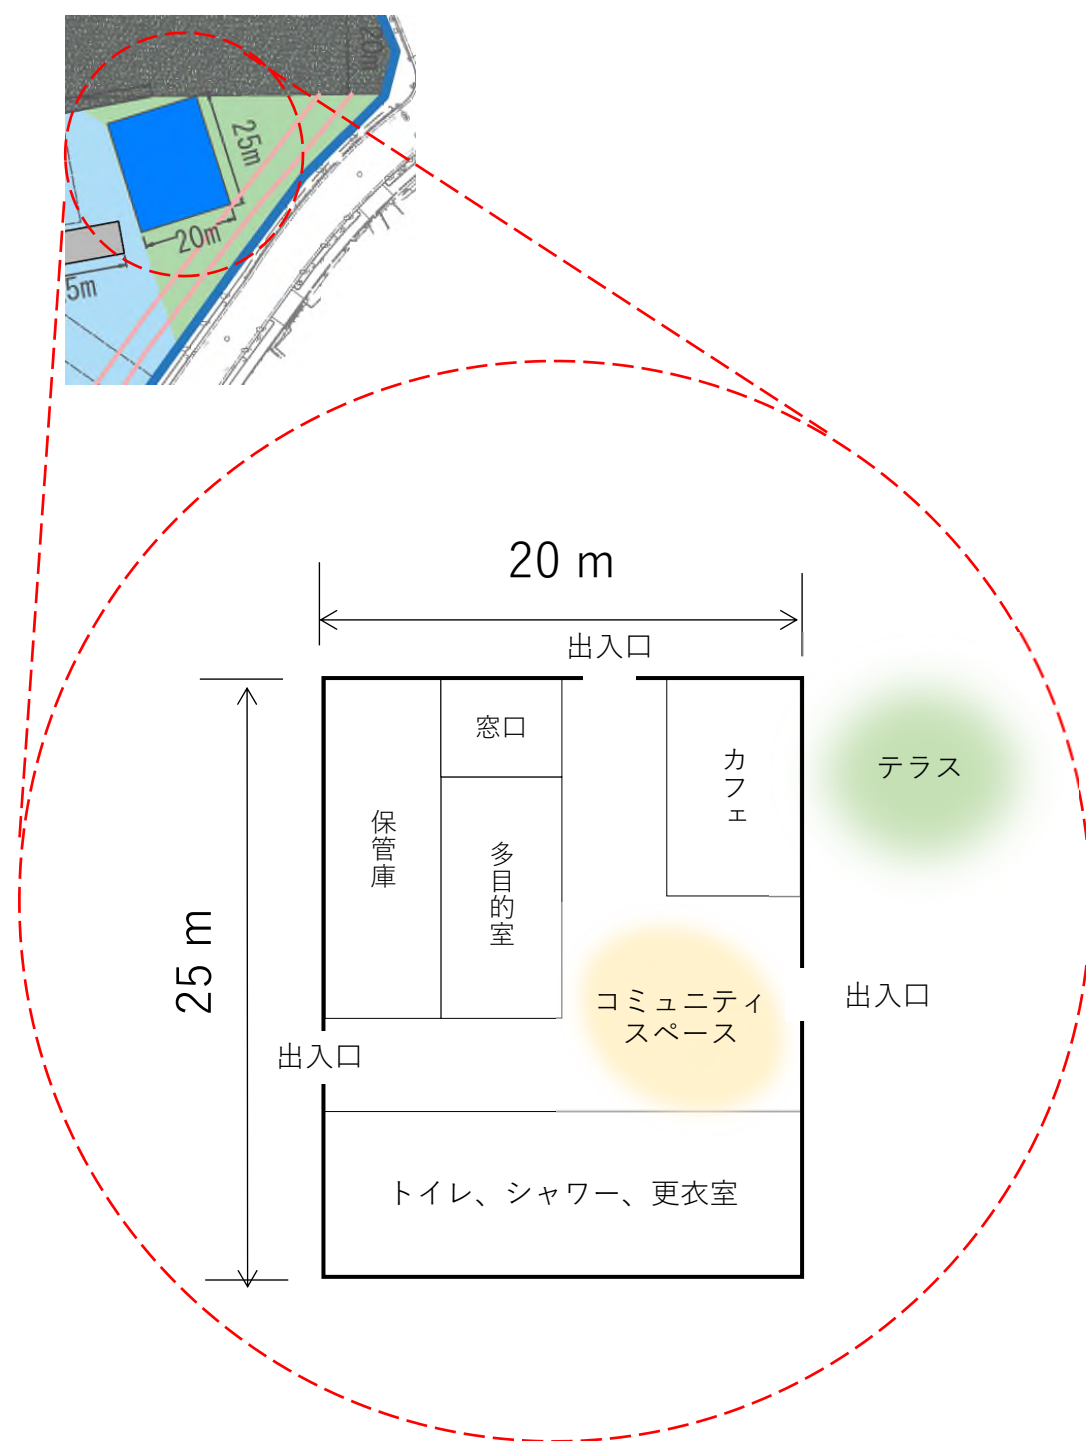 20m
25m
20m
5m
20 m
出入口
窓口
カフェ
テラス
保管庫
多目的室
25 m
コミュニティ
スペース
出入口
出入口
トイレ、シャワー、更衣室